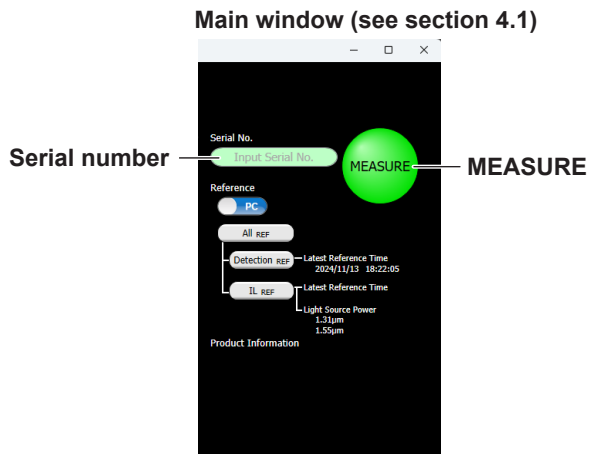 Main window (see section 4.1)
Serial No.
Serial number
Input Serial No.
MEASURE
MEASURE
Reference
PC
All REF
Detection REF
Latest Reference Time
2024/11/13 18:22:05
IL REF
Latest Reference Time
Light Source Power
1.31μm
1.55μm
Product Information